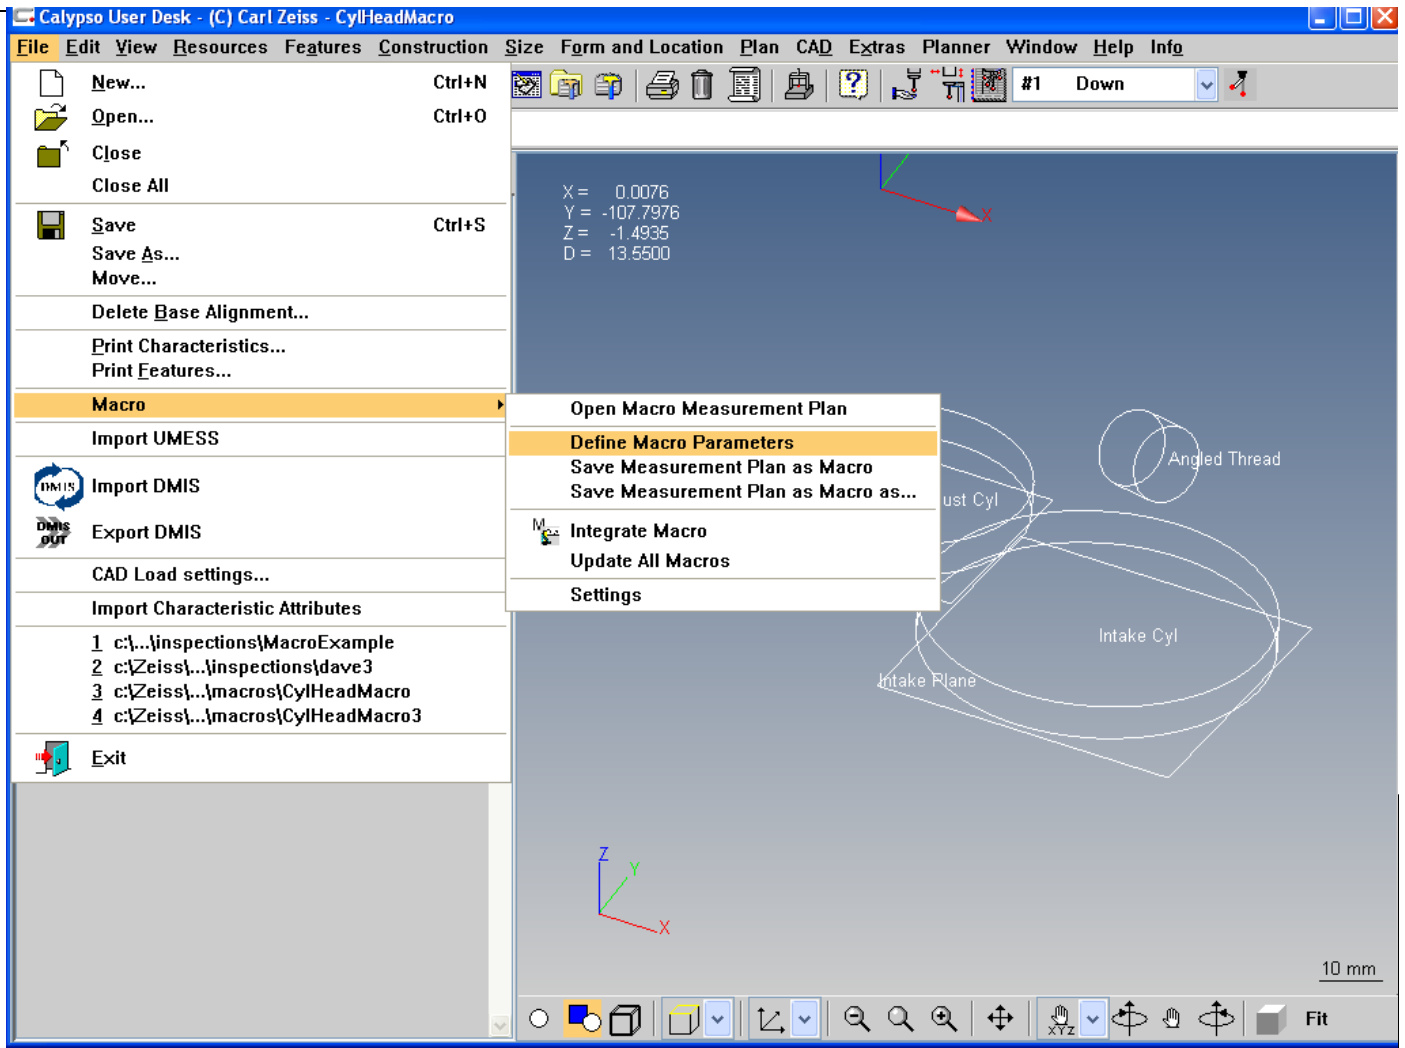 Calypso User Desk - (C) Carl Zeiss - CylHeadMacro
File Edit View Resources Features Construction Size Form and Location Plan CAD Extras Planner Window Help Info
New... Ctrl+N
#1 Down
Open... Ctrl+O
Close
Close All
Save Ctrl+S
Save As...
Move...
Delete Base Alignment...
Print Characteristics...
Print Features...
Macro
Import UMESS
DMIS Import DMIS
DMIS OUT Export DMIS
CAD Load settings...
Import Characteristic Attributes
1 c:\...\inspections\MacroExample
2 c:\Zeiss\...\inspections\dave3
3 c:\Zeiss\...\macros\CylHeadMacro
4 c:\Zeiss\...\macros\CylHeadMacro3
Exit
Open Macro Measurement Plan
Define Macro Parameters
Save Measurement Plan as Macro
Save Measurement Plan as Macro as...
M Integrate Macro
Update All Macros
Settings
X = 0.0076
Y = -107.7976
Z = -1.4935
D = 13.5500
X
Angled Thread
ust Cyl
Intake Cyl
Intake Plane
Z
Y
X
10 mm
XYZ
Fit